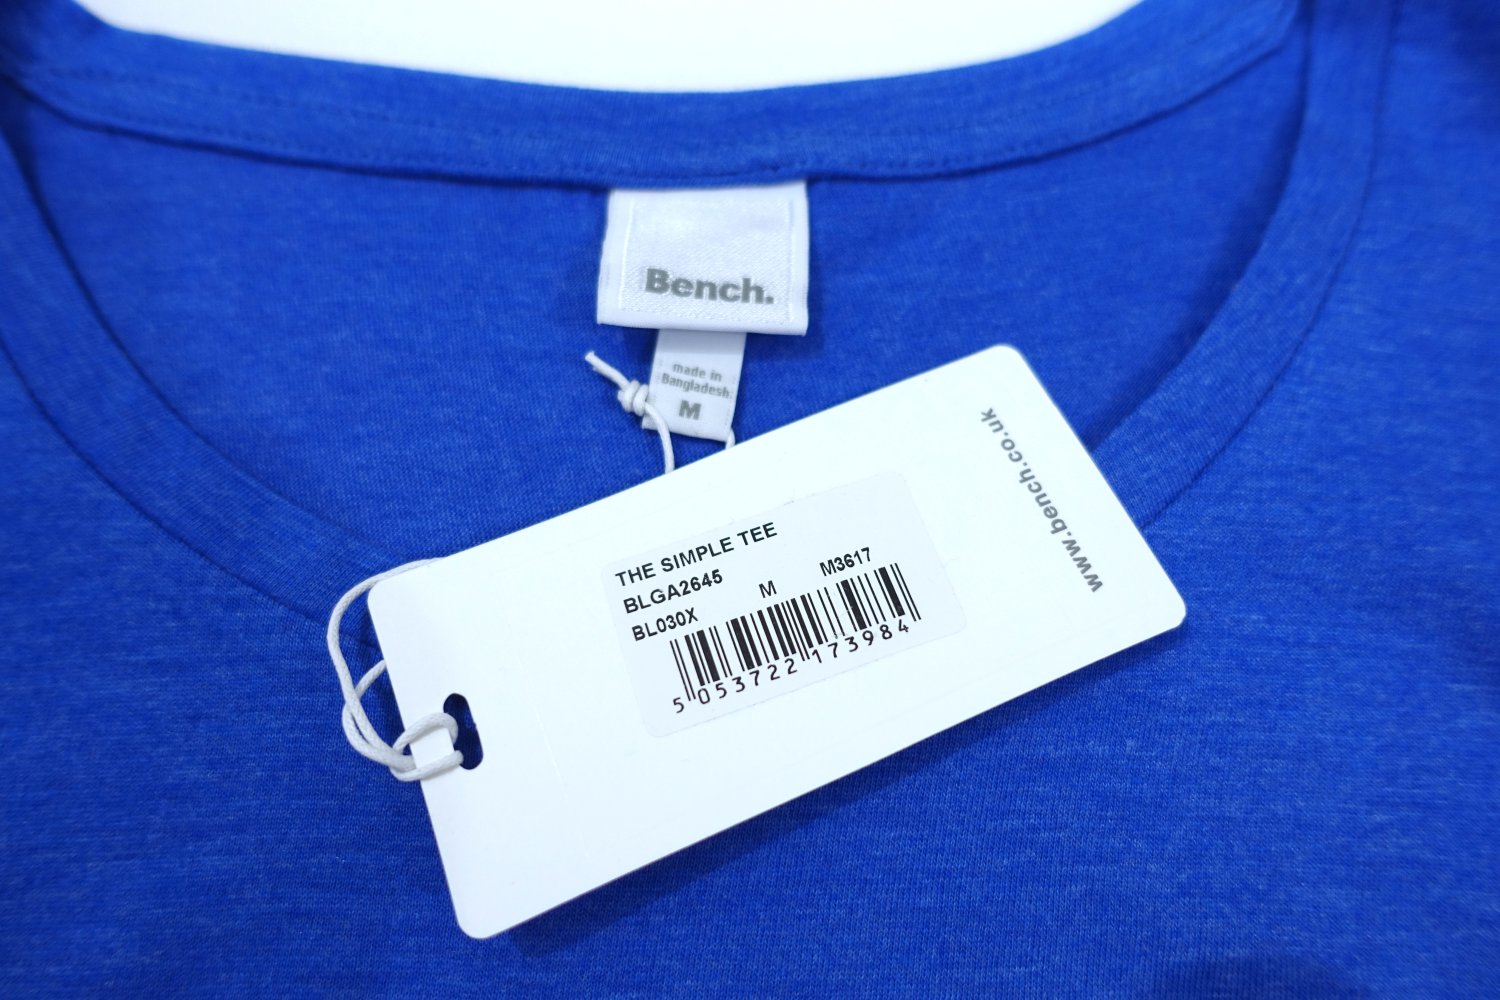 Bench.
made in
Bangladesh
M
www.bench.co.uk
THE SIMPLE TEE
BLGA2645
BL030X M M3617
5 053722 173984